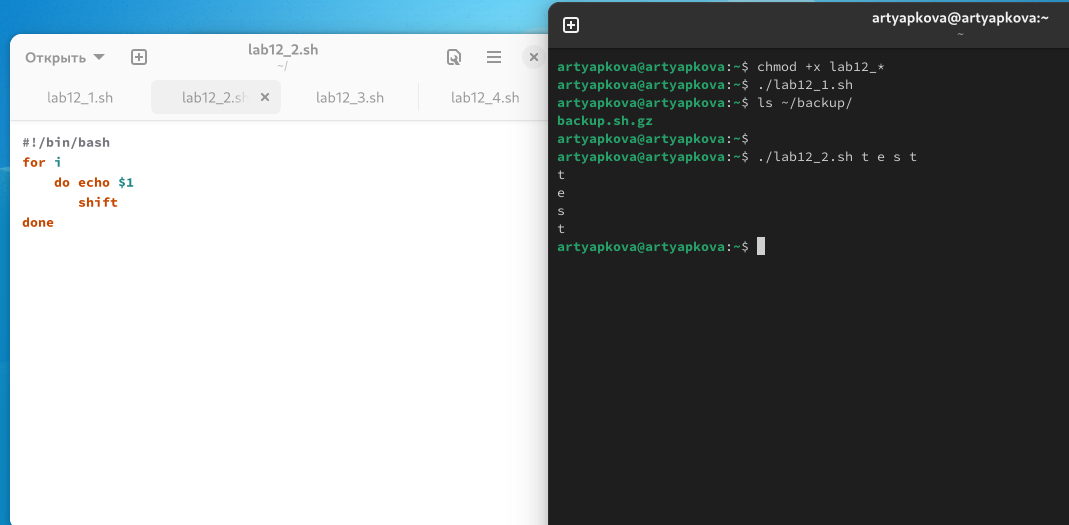 Открыть
lab12_2.sh
~/
lab12_1.sh
lab12_2.sh
lab12_3.sh
lab12_4.sh
#!/bin/bash
for i
    do echo $1
       shift
done
artyapkova@artyapkova:~
~
artyapkova@artyapkova:~$ chmod +x lab12_*
artyapkova@artyapkova:~$ ./lab12_1.sh
artyapkova@artyapkova:~$ ls ~/backup/
backup.sh.gz
artyapkova@artyapkova:~$
artyapkova@artyapkova:~$ ./lab12_2.sh t e s t
t
e
s
t
artyapkova@artyapkova:~$